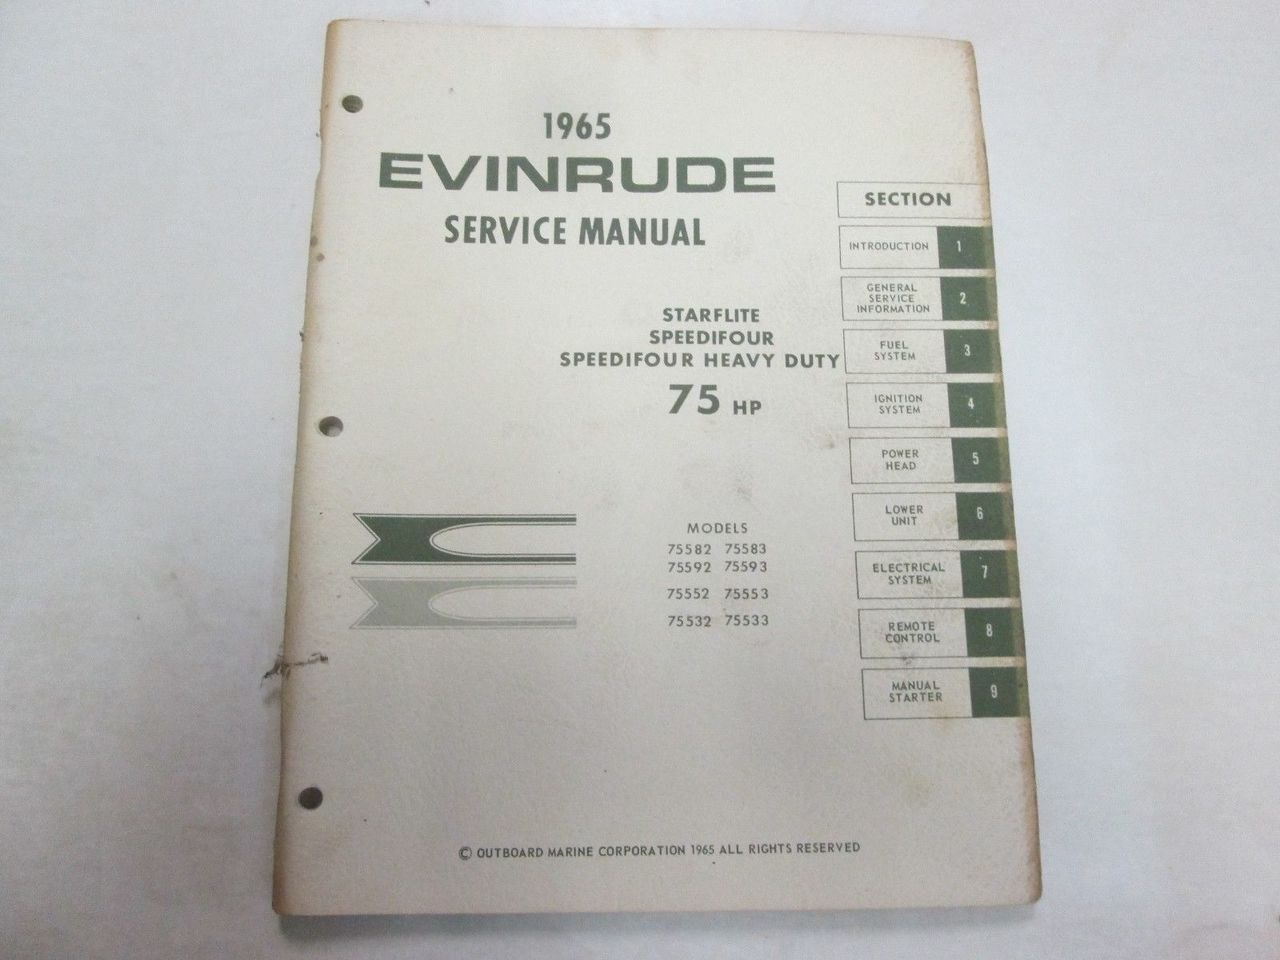 1965
EVINRUDE
SERVICE MANUAL
STARFLITE
SPEEDIFOUR
SPEEDIFOUR HEAVY DUTY
75 HP
MODELS
75582 75583
75592 75593
75552 75553
75532 75533
SECTION
INTRODUCTION 1
GENERAL
SERVICE 2
INFORMATION
FUEL
SYSTEM 3
IGNITION
SYSTEM 4
POWER
HEAD 5
LOWER
UNIT 6
ELECTRICAL
SYSTEM 7
REMOTE
CONTROL 8
MANUAL
STARTER 9
© OUTBOARD MARINE CORPORATION 1965 ALL RIGHTS RESERVED